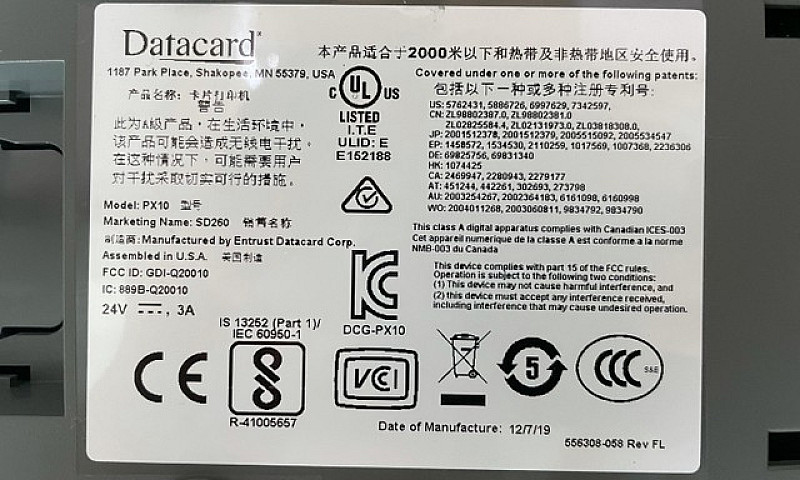 Datacard®
本产品适合于2000米以下和热带及非热带地区安全使用。
1187 Park Place, Shakopee, MN 55379, USA
产品名称：卡片打印机
警告
此为A级产品，在生活环境中，
该产品可能会造成无线电干扰。
在这种情况下，可能需要用户
对干扰采取切实可行的措施。
Model: PX10 型号
Marketing Name: SD260 销售名称
制造商: Manufactured by Entrust Datacard Corp.
Assembled in U.S.A. 美国制造
FCC ID: GDI-Q20010
IC: 889B-Q20010
24V, 3A
C UL US
LISTED
I.T.E
ULID: E
E152188
Covered under one or more of the following patents:
包括以下一种或多种注册专利号:
US: 5762431, 5886726, 6997629, 7342597,
CN: ZL98802387.0, ZL98802381.0
ZL02825584.4, ZL02131973.0, ZL03818308.0,
JP: 2001512378, 2001512379, 2005515092, 2005534547
EP: 1458572, 1534530, 2110259, 1017569, 1007368, 2236306
DE: 69825756, 69831340
HK: 1074425
CA: 2469947, 2280943, 2279177
AT: 451244, 442261, 302693, 273798
AU: 2003254267, 2002364183, 6161098, 6160998
WO: 2004011268, 2003060811, 9834792, 9834790
This class A digital apparatus complies with Canadian ICES-003
Cet appareil numerique de la classe A est conforme a la norme
NMB-003 du Canada
This device complies with part 15 of the FCC rules.
Operation is subject to the following two conditions:
(1) This device may not cause harmful interference, and
(2) this device must accept any interference received,
including interference that may cause undesired operation.
DCG-PX10
IS 13252 (Part 1)/
IEC 60950-1
R-41005657
CE
VCI
5
CCC
S&E
Date of Manufacture: 12/7/19
556308-058 Rev FL